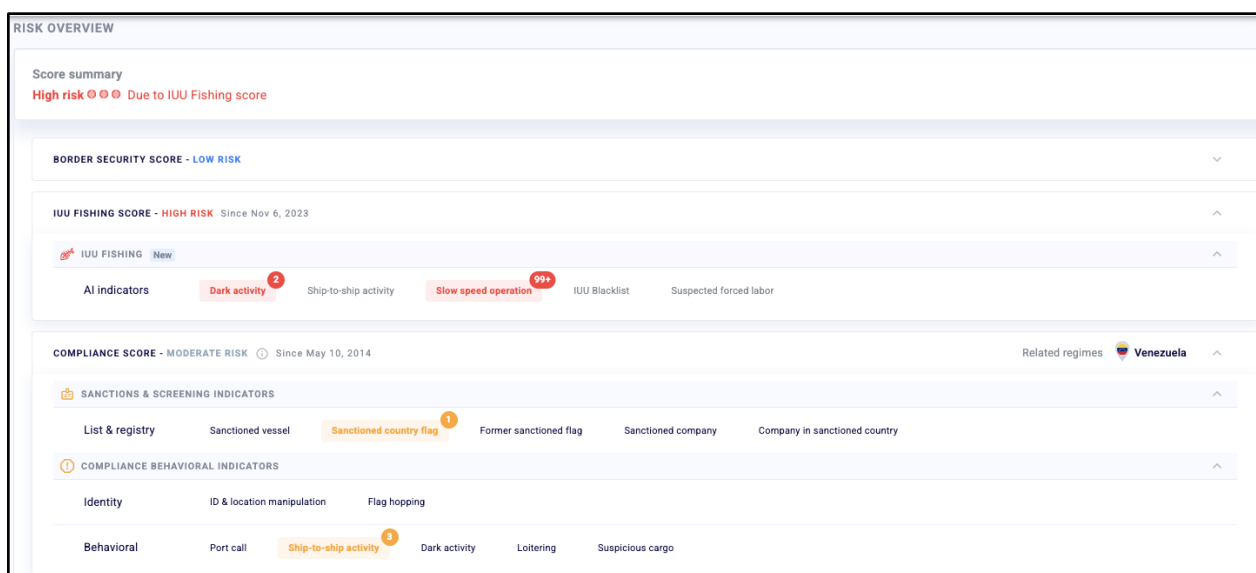 RISK OVERVIEW
Score summary
High risk Due to IUU Fishing score
BORDER SECURITY SCORE - LOW RISK
IUU FISHING SCORE - HIGH RISK Since Nov 6, 2023
IUU FISHING New
AI indicators Dark activity 2 Ship-to-ship activity Slow speed operation 99+ IUU Blacklist Suspected forced labor
COMPLIANCE SCORE - MODERATE RISK Since May 10, 2014 Related regimes Venezuela
SANCTIONS & SCREENING INDICATORS
List & registry Sanctioned vessel Sanctioned country flag 1 Former sanctioned flag Sanctioned company Company in sanctioned country
COMPLIANCE BEHAVIORAL INDICATORS
Identity ID & location manipulation Flag hopping
Behavioral Port call Ship-to-ship activity 3 Dark activity Loitering Suspicious cargo